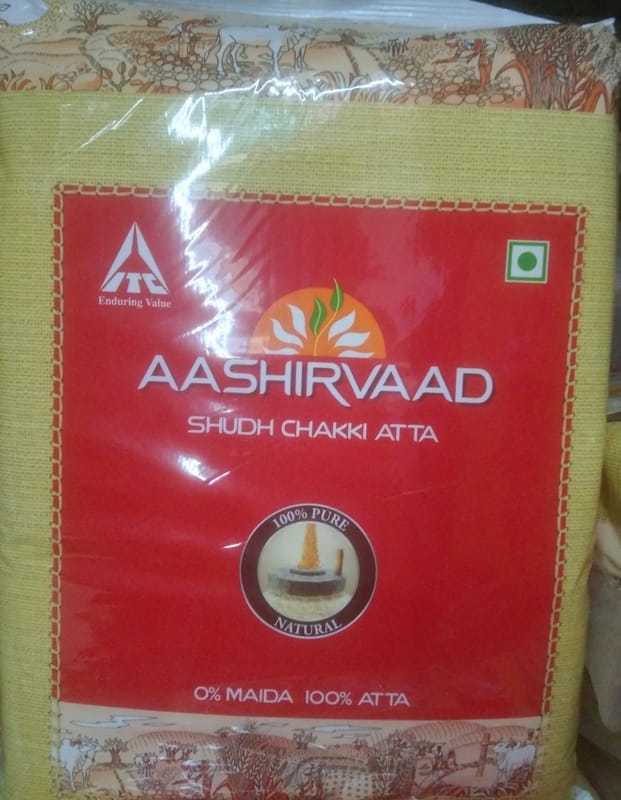 ITC
Enduring Value
AASHIRVAAD
SHUDH CHAKKI ATTA
100% PURE
NATURAL
0% MAIDA 100% ATTA